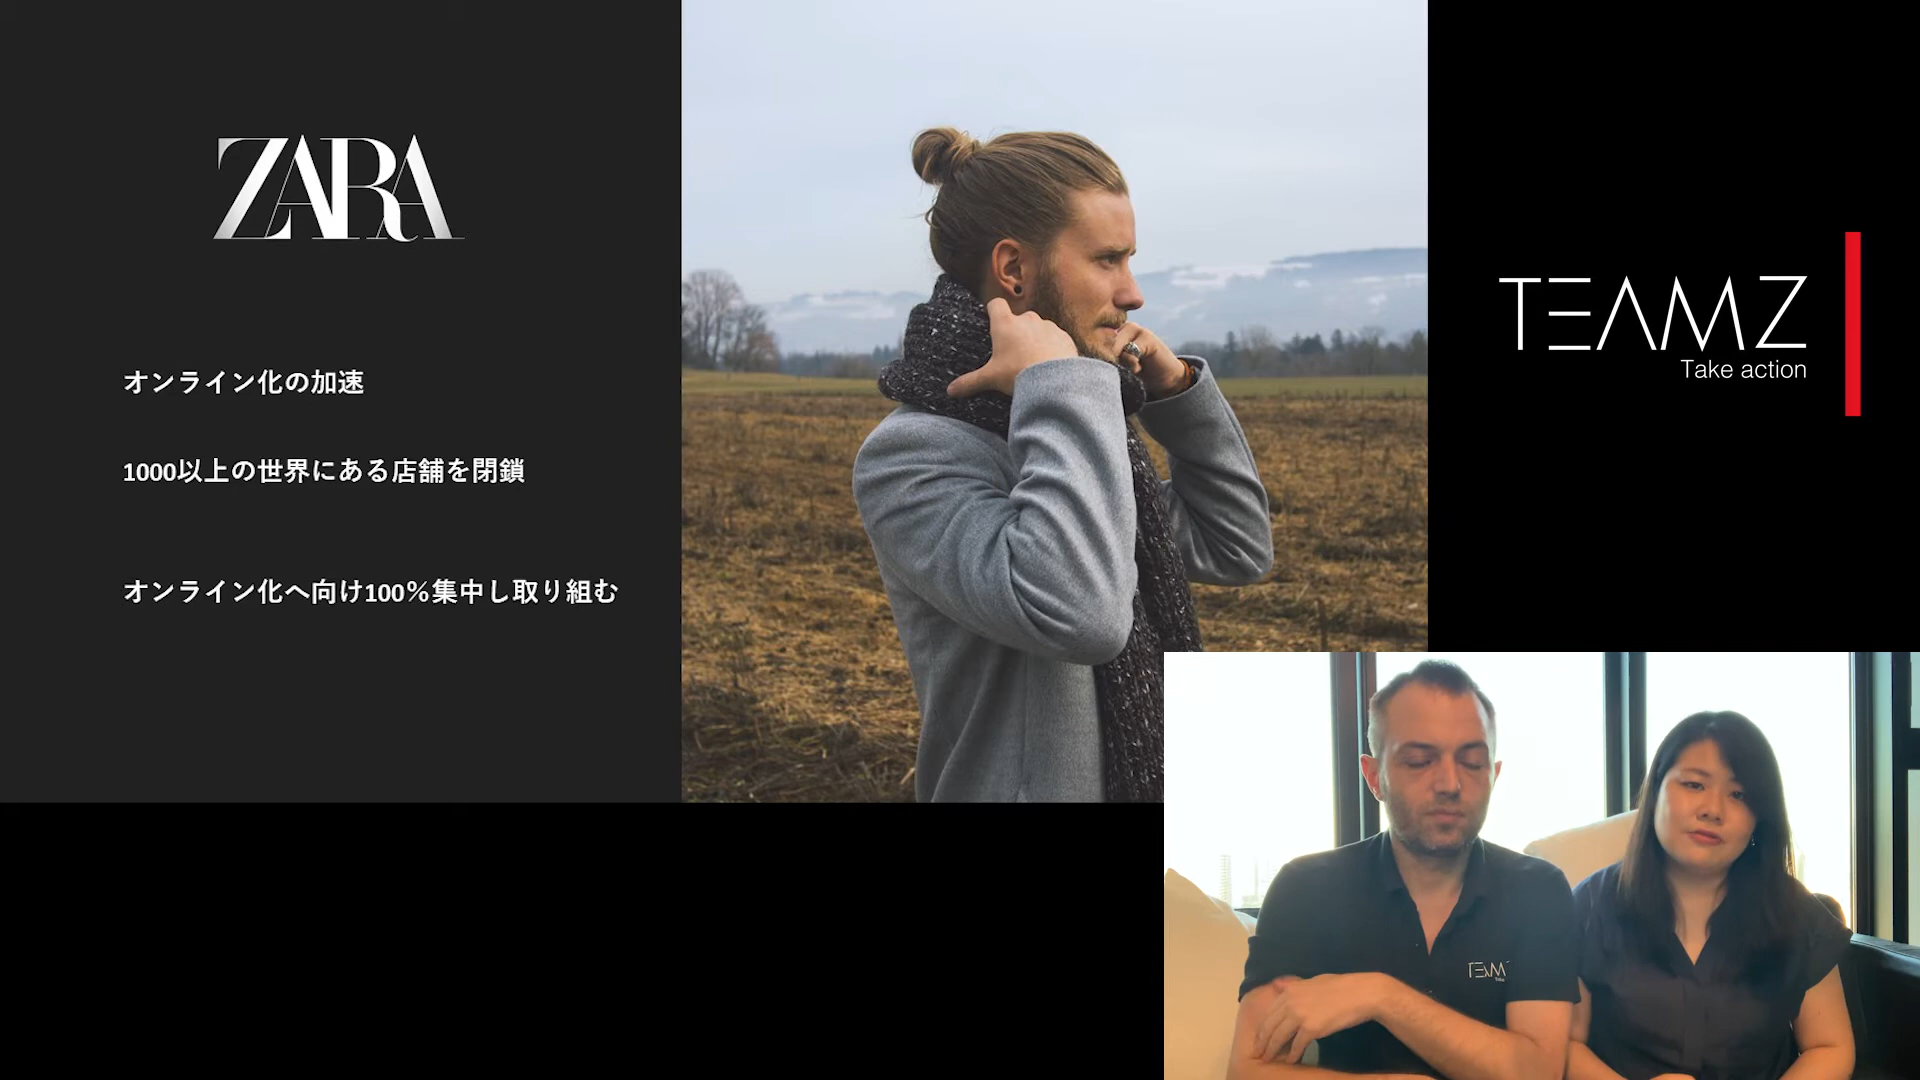 ZARA
オンライン化の加速
1000以上の世界にある店舗を閉鎖
オンライン化へ向け100%集中し取り組む
TEAMZ
Take action
TEAM